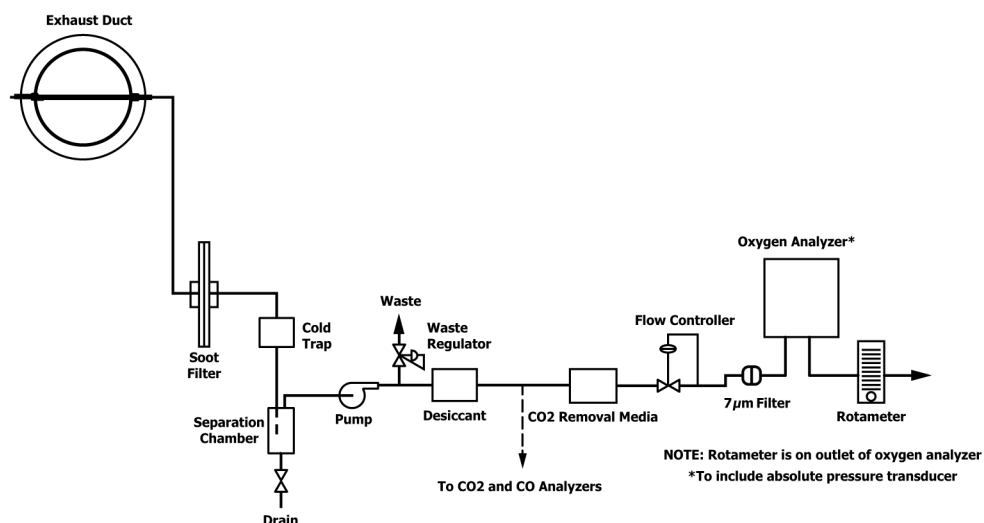 Exhaust Duct
Oxygen Analyzer*
Waste
Flow Controller
Waste
Regulator
Cold
Trap
Soot
Filter
7μm Filter
Separation
Chamber
Pump
Desiccant
CO2 Removal Media
Rotameter
NOTE: Rotameter is on outlet of oxygen analyzer
*To include absolute pressure transducer
To CO2 and CO Analyzers
Drain